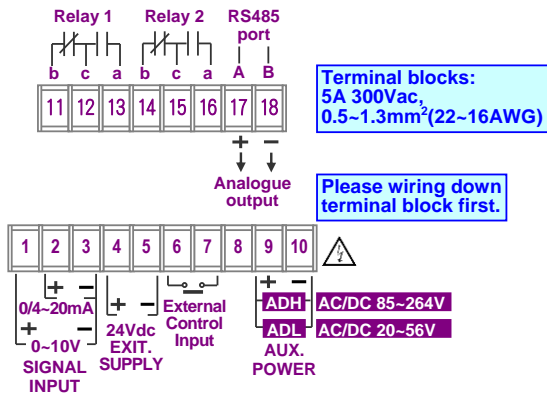 Relay 1 Relay 2 RS485
port
b c a b c a A B
11 12 13 14 15 16 17 18
Terminal blocks:
5A 300Vac,
0.5~1.3mm²(22~16AWG)
+ −
Analogue
output
Please wiring down
terminal block first.
1 2 3 4 5 6 7 8 9 10
+ −
0/4~20mA
+ −
0~10V
SIGNAL
INPUT
+ −
24Vdc
EXIT.
SUPPLY
External
Control
Input
+ −
ADH AC/DC 85~264V
ADL AC/DC 20~56V
AUX.
POWER